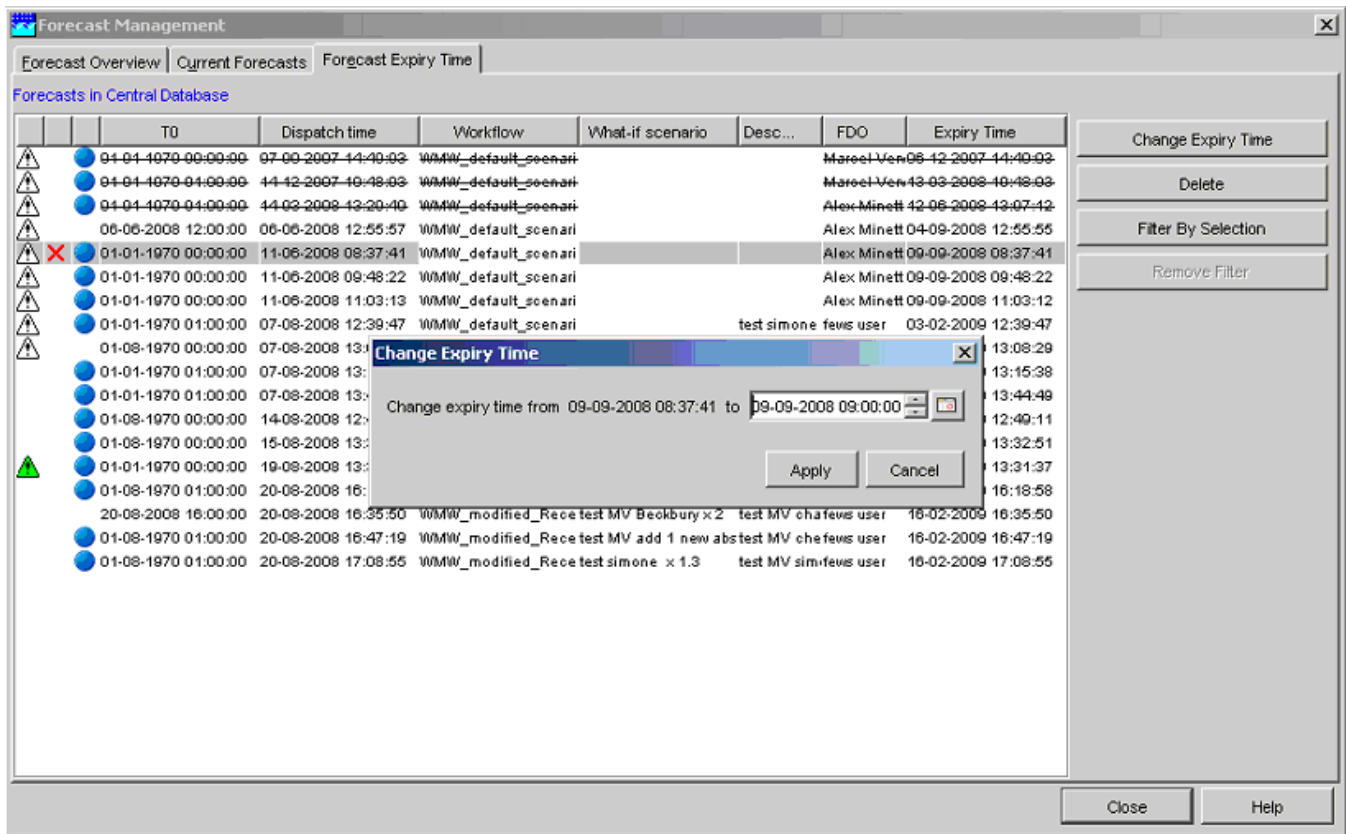 Forecast Management
Forecast Overview Current Forecasts Forecast Expiry Time
Forecasts in Central Database
T0 Dispatch time Workflow What-if scenario Desc... FDO Expiry Time
01-01-1970 00:00:00 07-09-2007 14:40:03 WMW_default_scenari Marcel Ver 06-12-2007 14:40:03
01-01-1970 00:00:00 14-12-2007 10:48:03 WMW_default_scenari Marcel Ver 13-03-2008 10:48:03
01-01-1970 01:00:00 14-03-2008 13:20:40 WMW_default_scenari Alex Minett 12-06-2008 13:07:12
06-06-2008 12:00:00 06-06-2008 12:55:57 WMW_default_scenari Alex Minett 04-09-2008 12:55:55
01-01-1970 00:00:00 11-06-2008 08:37:41 WMW_default_scenari Alex Minett 09-09-2008 08:37:41
01-01-1970 00:00:00 11-06-2008 09:48:22 WMW_default_scenari Alex Minett 09-09-2008 09:48:22
01-01-1970 00:00:00 11-06-2008 11:03:13 WMW_default_scenari Alex Minett 09-09-2008 11:03:12
01-01-1970 01:00:00 07-08-2008 12:39:47 WMW_default_scenari test simone fews user 03-02-2009 12:39:47
01-08-1970 00:00:00 07-08-2008 13: 13:08:29
01-01-1970 01:00:00 07-08-2008 13: 13:15:38
01-01-1970 01:00:00 07-08-2008 13: 13:44:49
01-08-1970 00:00:00 14-08-2008 12: 12:49:11
01-08-1970 00:00:00 15-08-2008 13: 13:32:51
01-01-1970 00:00:00 19-08-2008 13: 13:31:37
01-08-1970 01:00:00 20-08-2008 16: 16:18:58
20-08-2008 16:00:00 20-08-2008 16:35:50 WMW_modified_Rece test MV Beckbury x 2 test MV cha fews user 16-02-2009 16:35:50
01-08-1970 01:00:00 20-08-2008 16:47:19 WMW_modified_Rece test MV add 1 new abs test MV che fews user 16-02-2009 16:47:19
01-08-1970 01:00:00 20-08-2008 17:08:55 WMW_modified_Rece test simone x 1.3 test MV sim fews user 16-02-2009 17:08:55
Change Expiry Time
Change expiry time from 09-09-2008 08:37:41 to 09-09-2008 09:00:00
Apply Cancel
Change Expiry Time
Delete
Filter By Selection
Remove Filter
Close Help